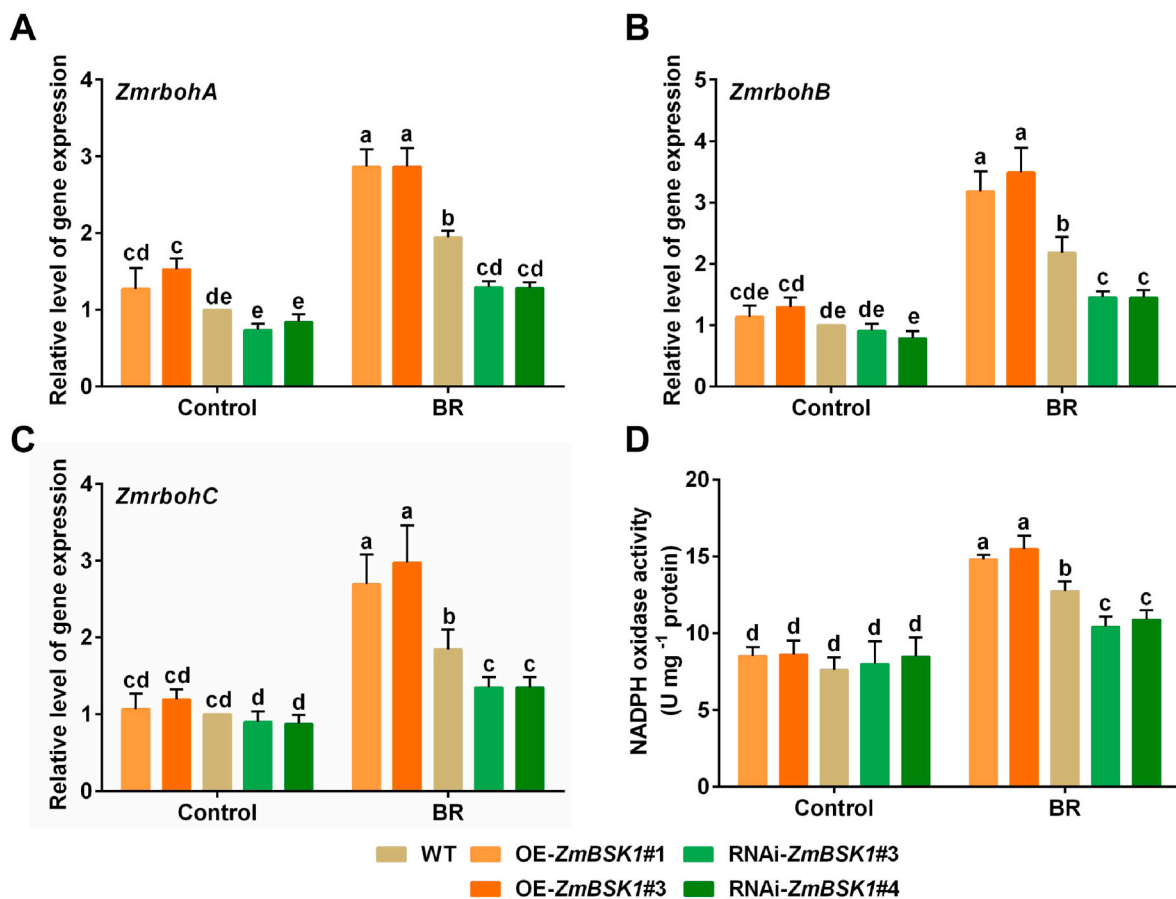 A
Relative level of gene expression
ZmrbohA
4
3
2
1
0
cd
c
de
e
e
a
a
b
cd
cd
Control
BR
B
Relative level of gene expression
ZmrbohB
5
4
3
2
1
0
cde
cd
de
de
e
a
a
b
c
c
Control
BR
C
Relative level of gene expression
ZmrbohC
4
3
2
1
0
cd
cd
cd
d
d
a
a
b
c
c
Control
BR
D
NADPH oxidase activity
(U mg -1 protein)
20
15
10
5
0
d
d
d
d
d
a
a
b
c
c
Control
BR
WT OE-ZmBSK1#1 RNAi-ZmBSK1#3
OE-ZmBSK1#3 RNAi-ZmBSK1#4